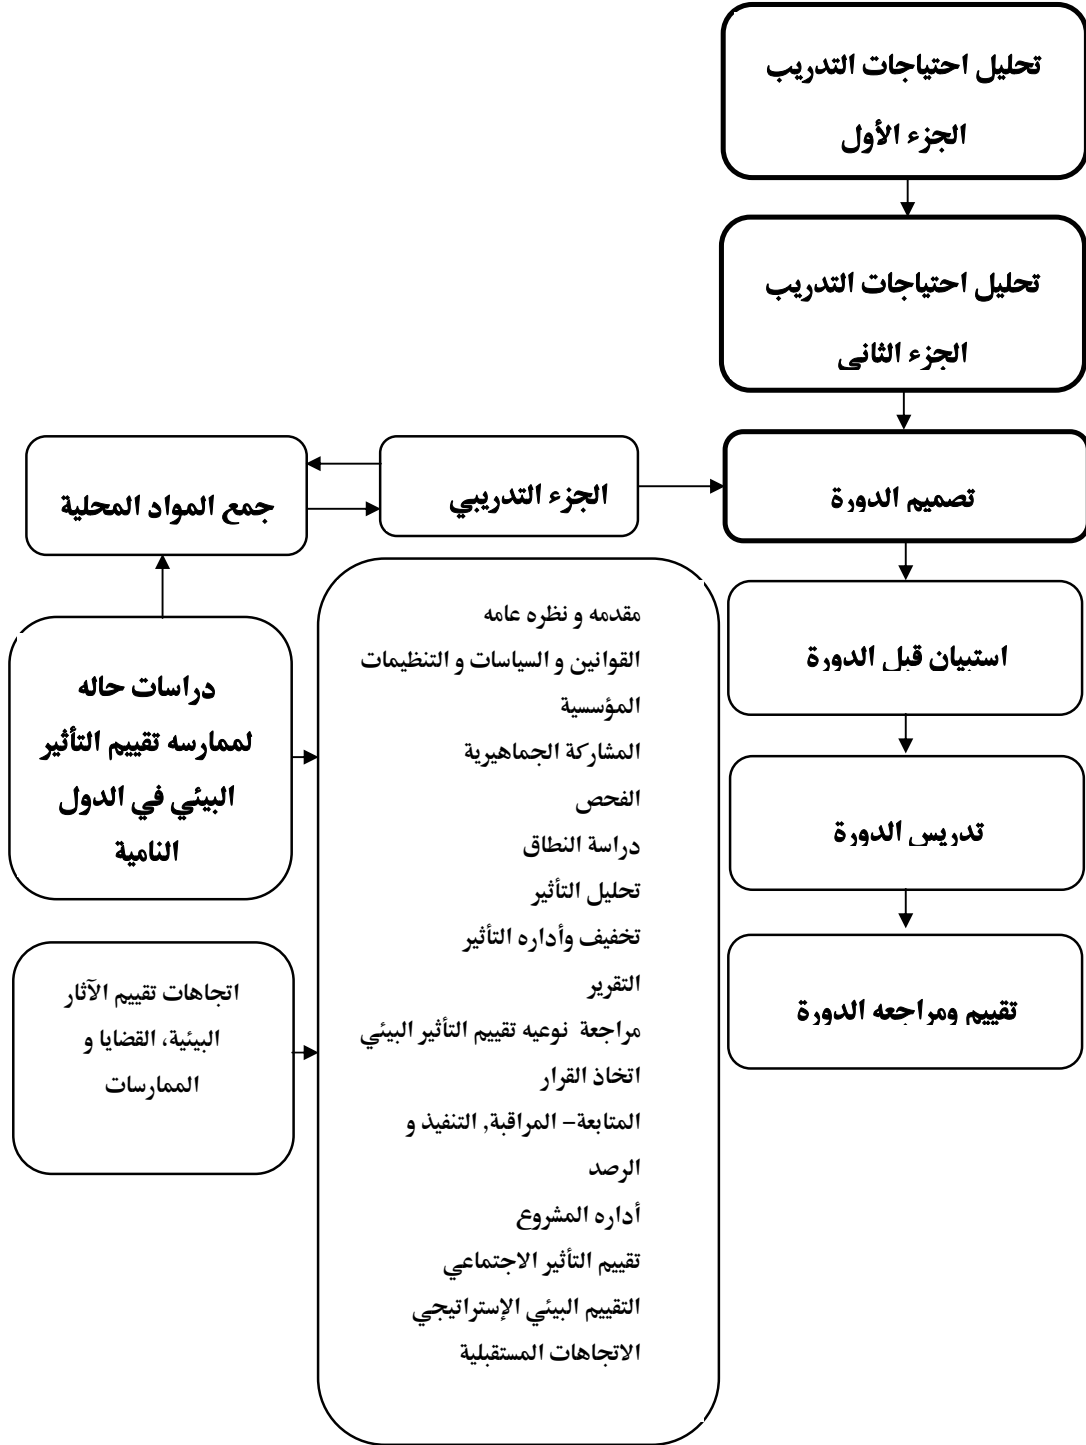 تحليل احتياجات التدريب
الجزء الأول
تحليل احتياجات التدريب
الجزء الثاني
تصميم الدورة
الجزء التدريبي
جمع المواد المحلية
استبيان قبل الدورة
تدريس الدورة
تقييم ومراجعه الدورة
مقدمه و نظره عامه
القوانين و السياسات و التنظيمات
المؤسسية
المشاركة الجماهيرية
الفحص
دراسة النطاق
تحليل التأثير
تخفيف وأداره التأثير
التقرير
مراجعة نوعيه تقييم التأثير البيئي
اتخاذ القرار
المتابعة– المراقبة, التنفيذ و
الرصد
أداره المشروع
تقييم التأثير الاجتماعي
التقييم البيئي الإستراتيجي
الاتجاهات المستقبلية
دراسات حاله
لممارسه تقييم التأثير
البيئي في الدول
النامية
اتجاهات تقييم الآثار
البيئية، القضايا و
الممارسات